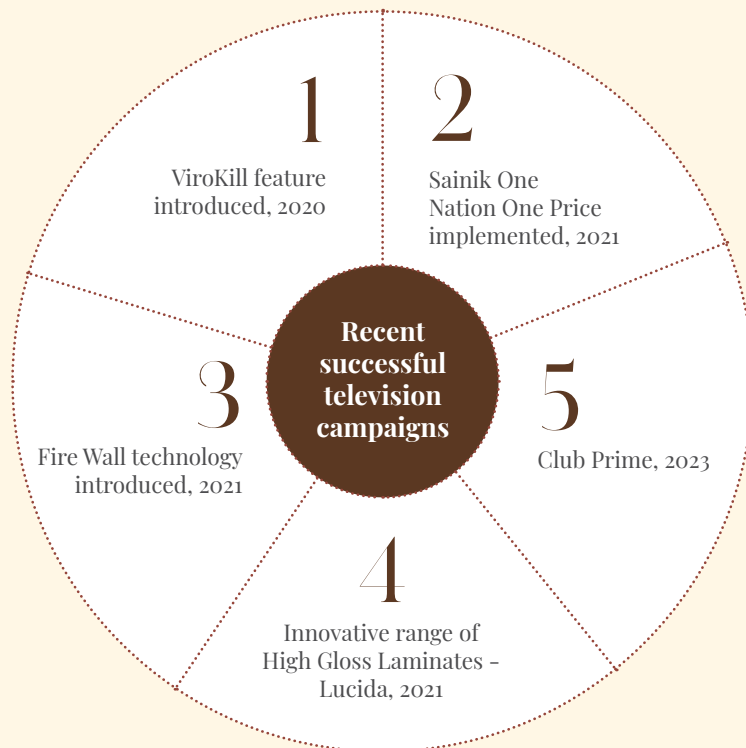 1
ViroKill feature
introduced, 2020
2
Sainik One
Nation One Price
implemented, 2021
Recent
successful
television
campaigns
3
Fire Wall technology
introduced, 2021
4
Innovative range of
High Gloss Laminates -
Lucida, 2021
5
Club Prime, 2023